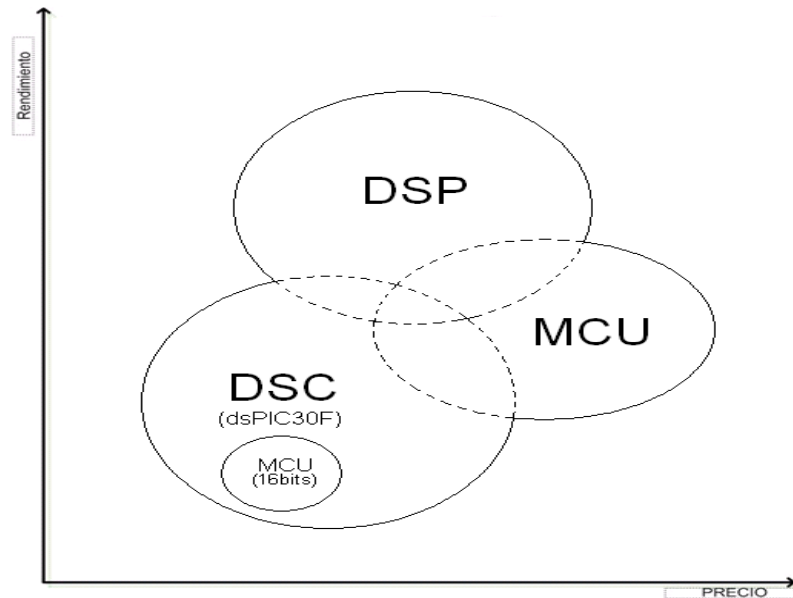 Rendimiento
DSP
MCU
DSC
(dsPIC30F)
MCU
(16bits)
PRECIO